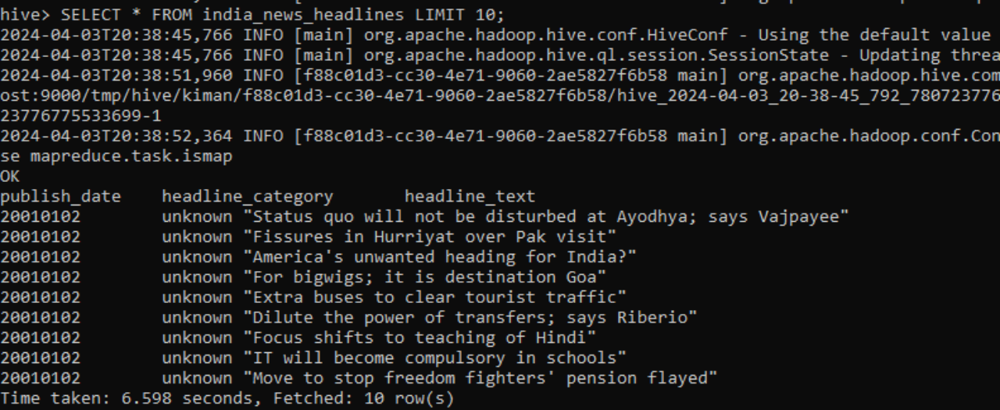 hive> SELECT * FROM india_news_headlines LIMIT 10;
2024-04-03T20:38:45,766 INFO [main] org.apache.hadoop.hive.conf.HiveConf - Using the default value
2024-04-03T20:38:45,766 INFO [main] org.apache.hadoop.hive.ql.session.SessionState - Updating threa
2024-04-03T20:38:51,960 INFO [f88c01d3-cc30-4e71-9060-2ae5827f6b58 main] org.apache.hadoop.hive.com
ost:9000/tmp/hive/kiman/f88c01d3-cc30-4e71-9060-2ae5827f6b58/hive_2024-04-03_20-38-45_792_780723776
23776775533699-1
2024-04-03T20:38:52,364 INFO [f88c01d3-cc30-4e71-9060-2ae5827f6b58 main] org.apache.hadoop.conf.Con
se mapreduce.task.ismap
OK
publish_date headline_category headline_text
20010102 unknown "Status quo will not be disturbed at Ayodhya; says Vajpayee"
20010102 unknown "Fissures in Hurriyat over Pak visit"
20010102 unknown "America's unwanted heading for India?"
20010102 unknown "For bigwigs; it is destination Goa"
20010102 unknown "Extra buses to clear tourist traffic"
20010102 unknown "Dilute the power of transfers; says Riberio"
20010102 unknown "Focus shifts to teaching of Hindi"
20010102 unknown "IT will become compulsory in schools"
20010102 unknown "Move to stop freedom fighters' pension flayed"
Time taken: 6.598 seconds, Fetched: 10 row(s)